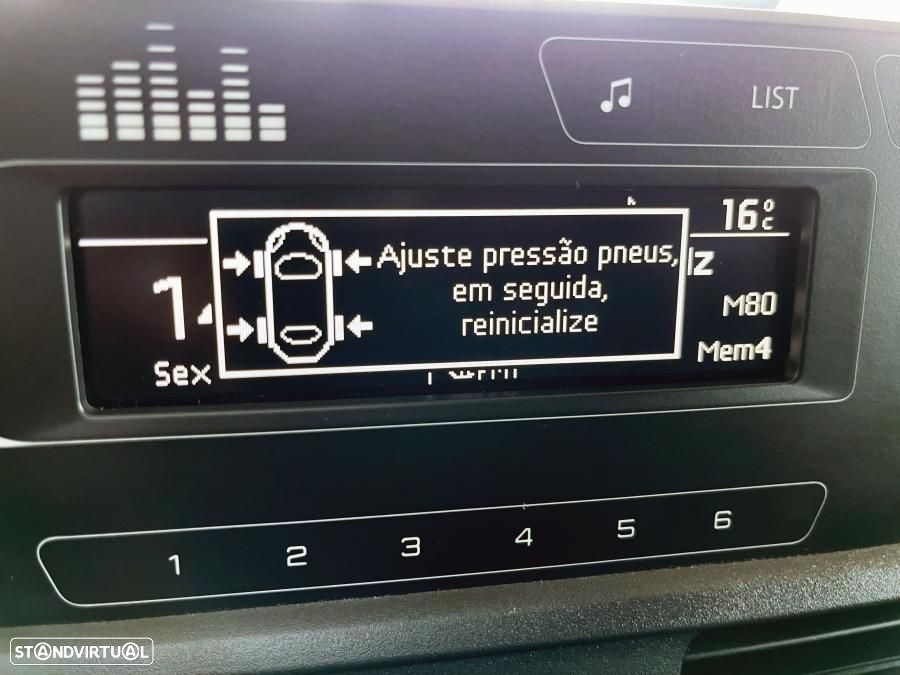 LIST
16°C
Ajuste pressão pneus,
em seguida,
reinicialize
M80
Mem4
Sex
1 2 3 4 5 6
STANDVIRTUAL